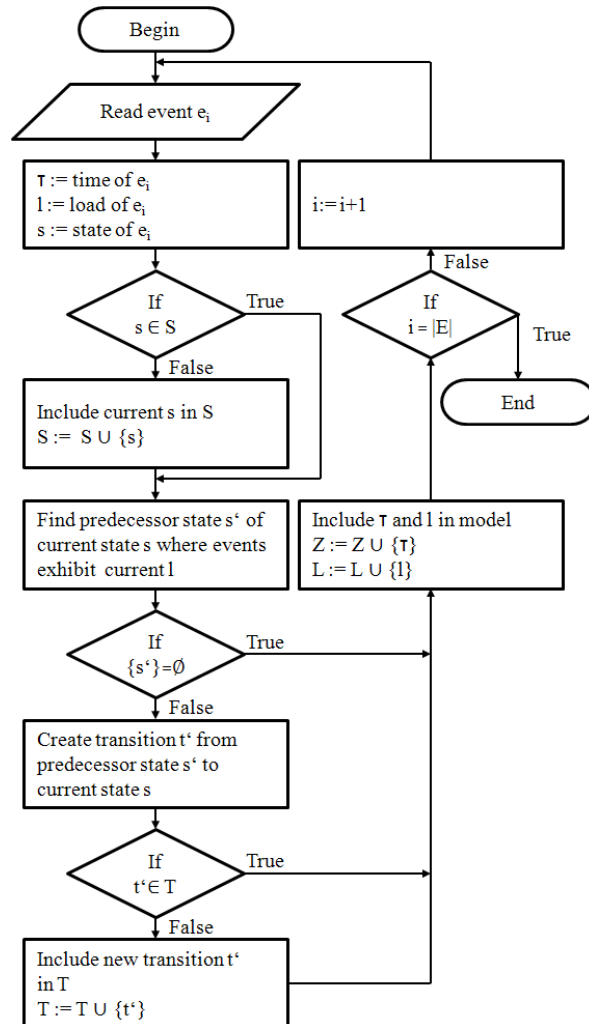 Begin
Read event eᵢ
τ := time of eᵢ
l := load of eᵢ
s := state of eᵢ
If
s ∈ S
True
False
Include current s in S
S := S ∪ {s}
Find predecessor state s‘ of
current state s where events
exhibit current l
If
{s‘}=∅
True
False
Create transition t‘ from
predecessor state s‘ to
current state s
If
t‘∈ T
True
False
Include new transition t‘
in T
T := T ∪ {t‘}
Include τ and l in model
Z := Z ∪ {τ}
L := L ∪ {l}
If
i = |E|
False
True
i:= i+1
End